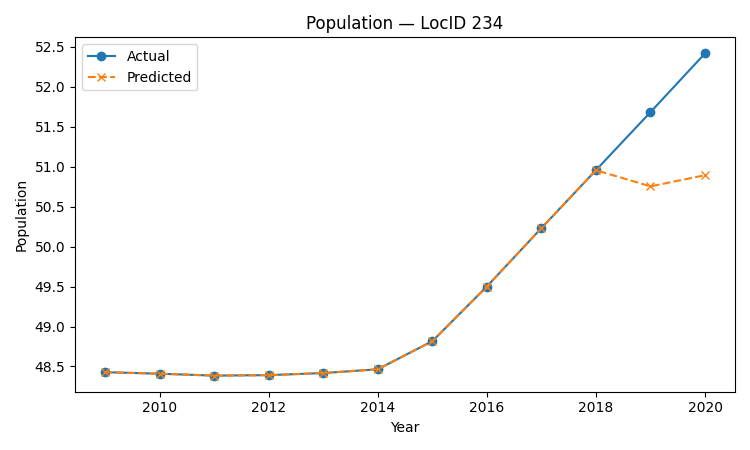 Population — LocID 234
Actual
Predicted
Population
52.5
52.0
51.5
51.0
50.5
50.0
49.5
49.0
48.5
2010 2012 2014 2016 2018 2020
Year